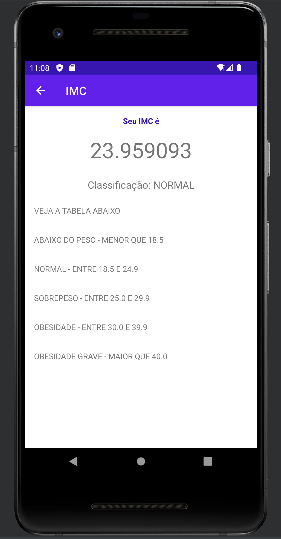 11:08
IMC
Seu IMC é
23.959093
Classificação: NORMAL
VEJA A TABELA ABAIXO
ABAIXO DO PESO - MENOR QUE 18.5
NORMAL - ENTRE 18.5 E 24.9
SOBREPESO - ENTRE 25.0 E 29.9
OBESIDADE - ENTRE 30.0 E 39.9
OBESIDADE GRAVE - MAIOR QUE 40.0